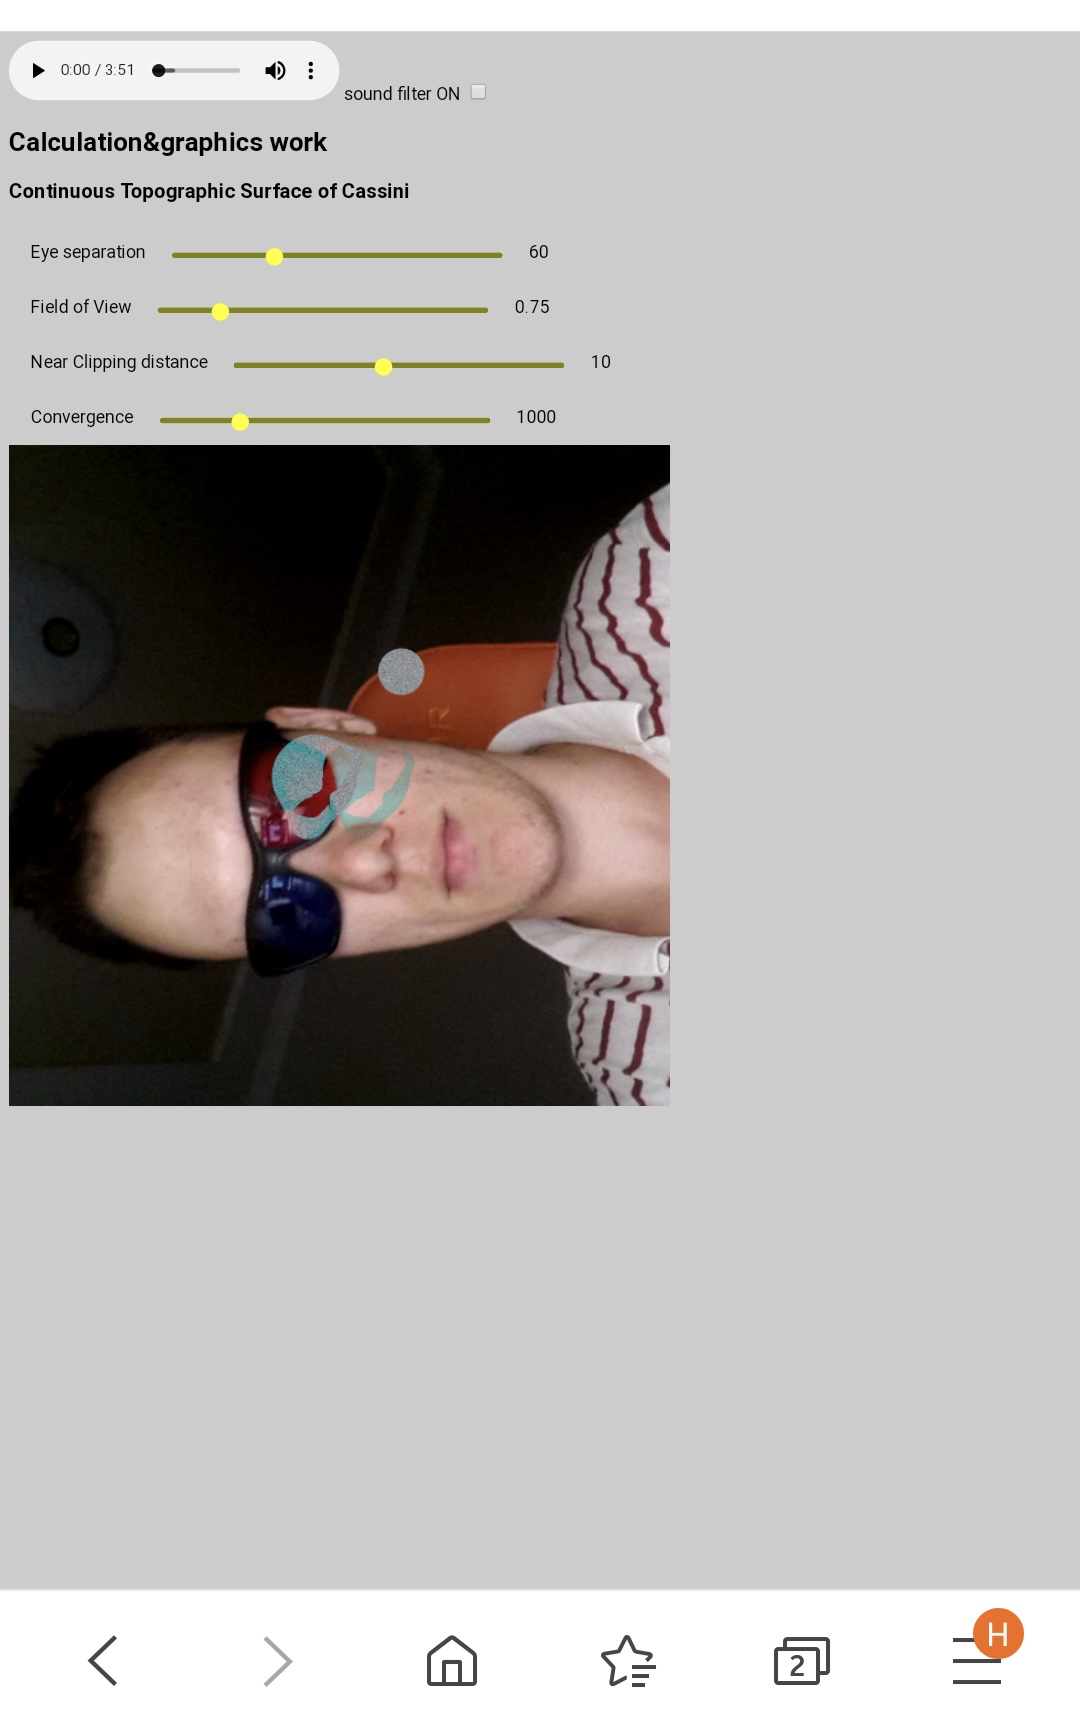 0:00 / 3:51
sound filter ON
Calculation&graphics work
Continuous Topographic Surface of Cassini
Eye separation 60
Field of View 0.75
Near Clipping distance 10
Convergence 1000
R
2
H